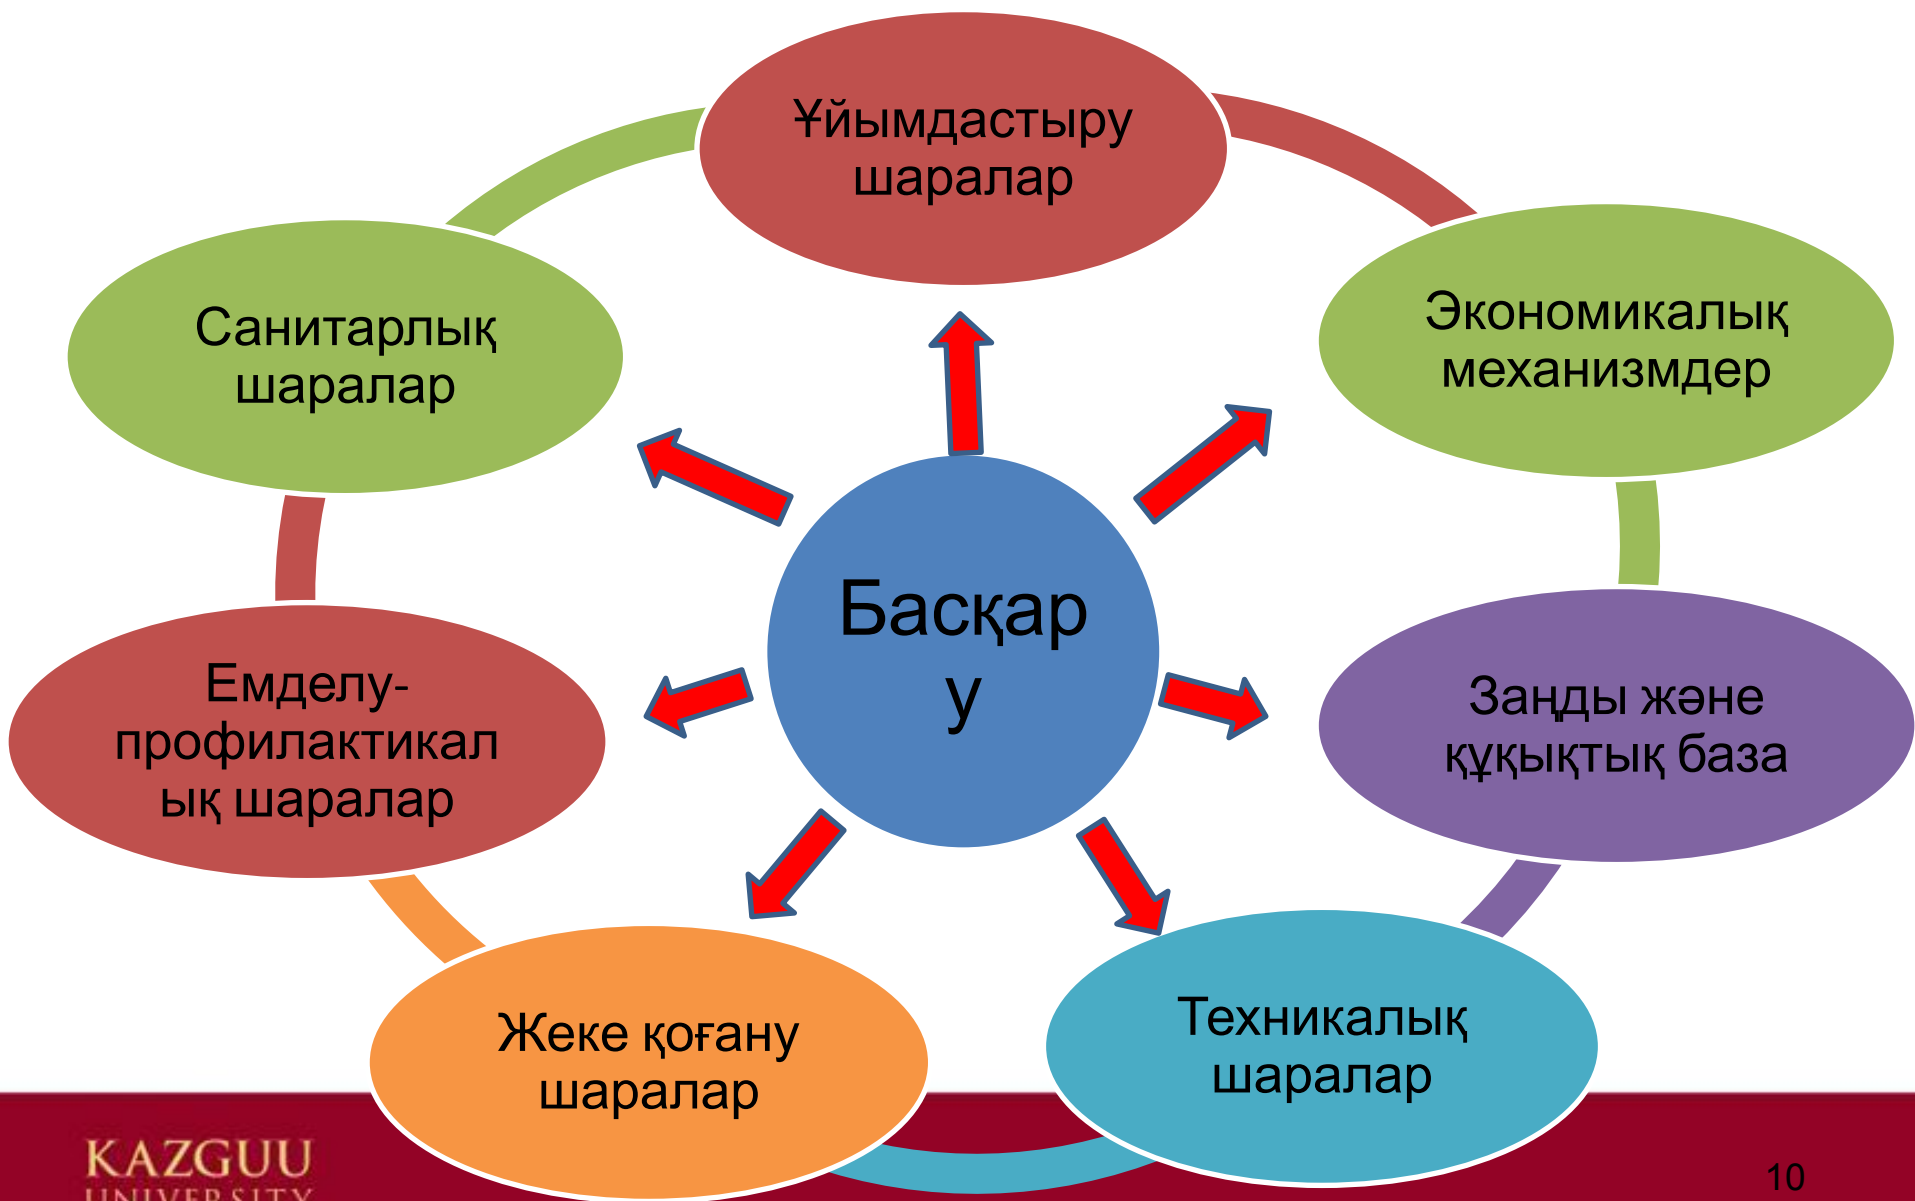 Ұйымдастыру
шаралар
Экономикалық
механизмдер
Заңды және
құқықтық база
Техникалық
шаралар
Жеке қоғану
шаралар
Емделу-
профилактикал
ық шаралар
Санитарлық
шаралар
Басқар
у
KAZGUU
UNIVERSITY
10